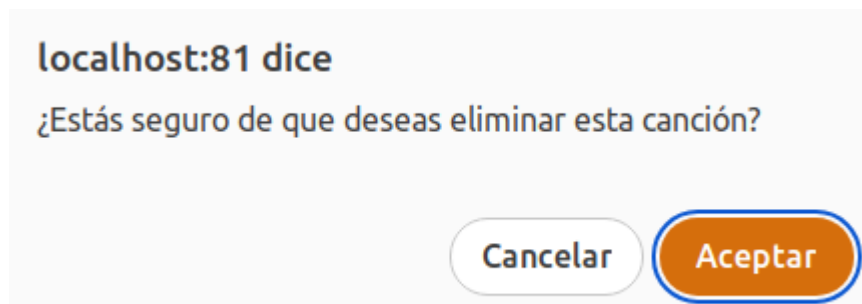 localhost:81 dice
¿Estás seguro de que deseas eliminar esta canción?
Cancelar Aceptar